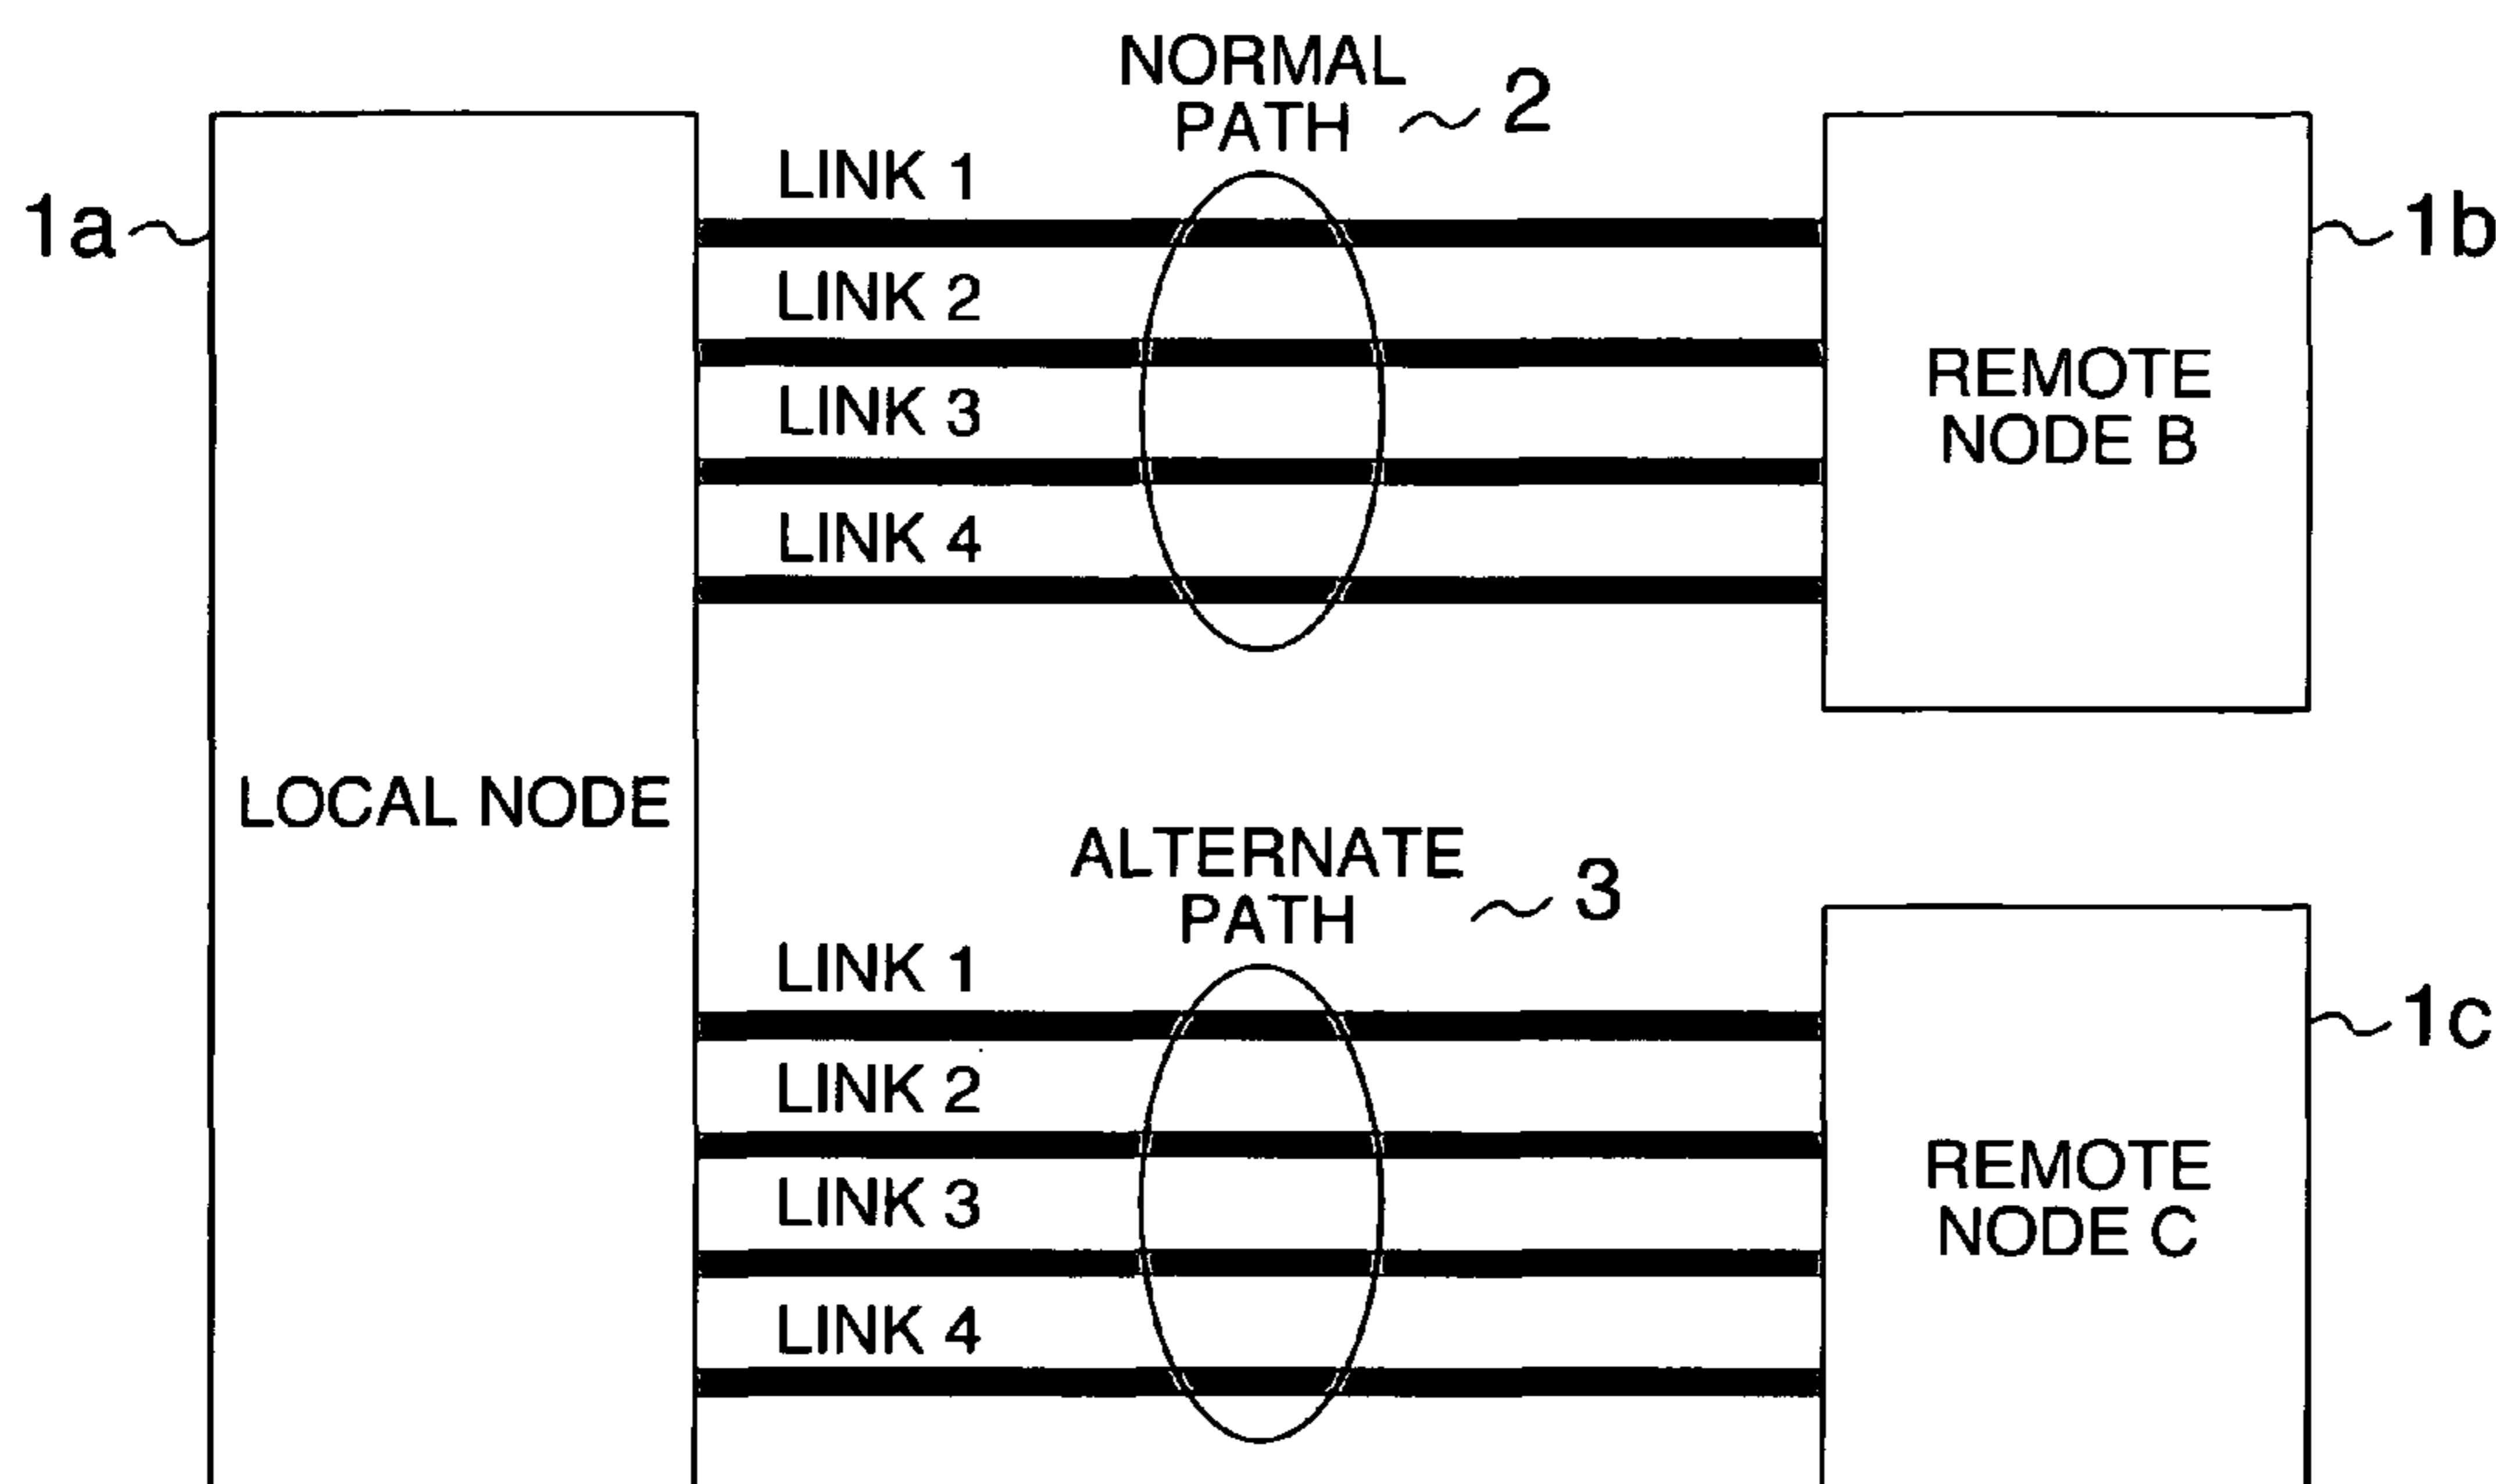 NORMAL
PATH
2
LINK 1
1a
1b
LINK 2
REMOTE
NODE B
LINK 3
LINK 4
LOCAL NODE
ALTERNATE
PATH
3
LINK 1
1c
LINK 2
REMOTE
NODE C
LINK 3
LINK 4